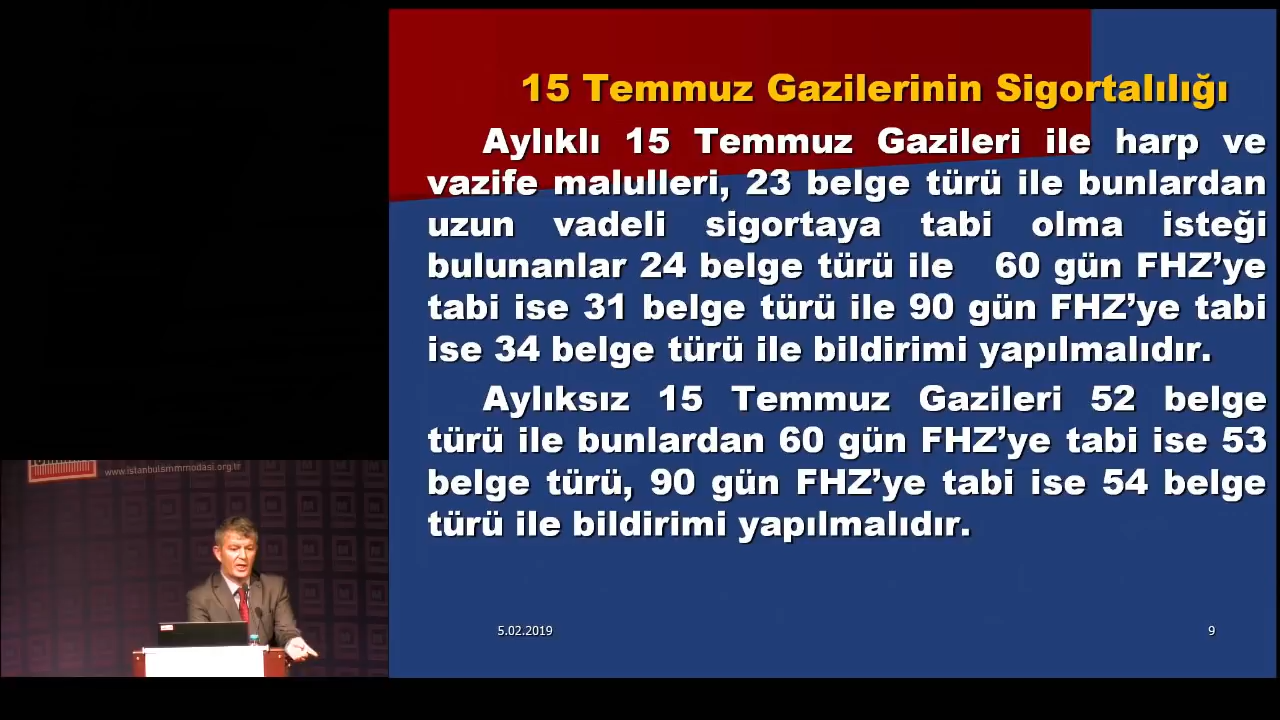 15 Temmuz Gazilerinin Sigortalılığı
Aylıklı 15 Temmuz Gazileri ile harp ve
vazife malulleri, 23 belge türü ile bunlardan
uzun vadeli sigortaya tabi olma isteği
bulunanlar 24 belge türü ile 60 gün FHZ’ye
tabi ise 31 belge türü ile 90 gün FHZ’ye tabi
ise 34 belge türü ile bildirimi yapılmalıdır.
Aylıksız 15 Temmuz Gazileri 52 belge
türü ile bunlardan 60 gün FHZ’ye tabi ise 53
belge türü, 90 gün FHZ’ye tabi ise 54 belge
türü ile bildirimi yapılmalıdır.
5.02.2019
9
www.istanbulsmmmodasi.org.tr